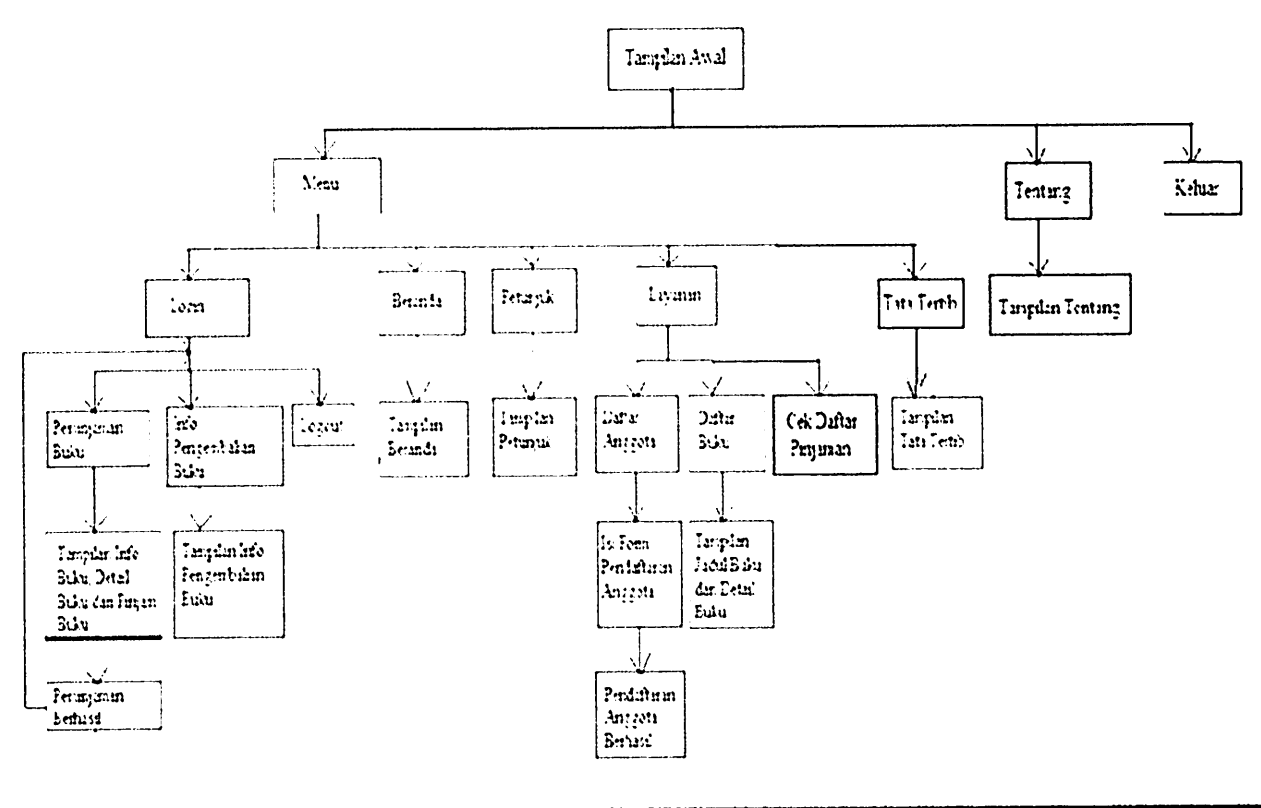 Tampilan Awal
Menu
Tentang
Keluar
Login
Beranda
Petunjuk
Layanan
Tata Tertib
Tampilan Tentang
Peminjaman
Buku
Info
Pengembalian
Buku
Logout
Tampilan
Beranda
Tampilan
Petunjuk
Daftar
Anggota
Daftar
Buku
Cek Daftar
Pinjaman
Tampilan
Tata Tertib
Tampilan Info
Buku, Detail
Buku dan Pinjam
Buku
Tampilan Info
Pengembalian
Buku
Isi Form
Pendaftaran
Anggota
Tampilan
Judul Buku
dan Detail
Buku
Peminjaman
Berhasil
Pendaftaran
Anggota
Berhasil